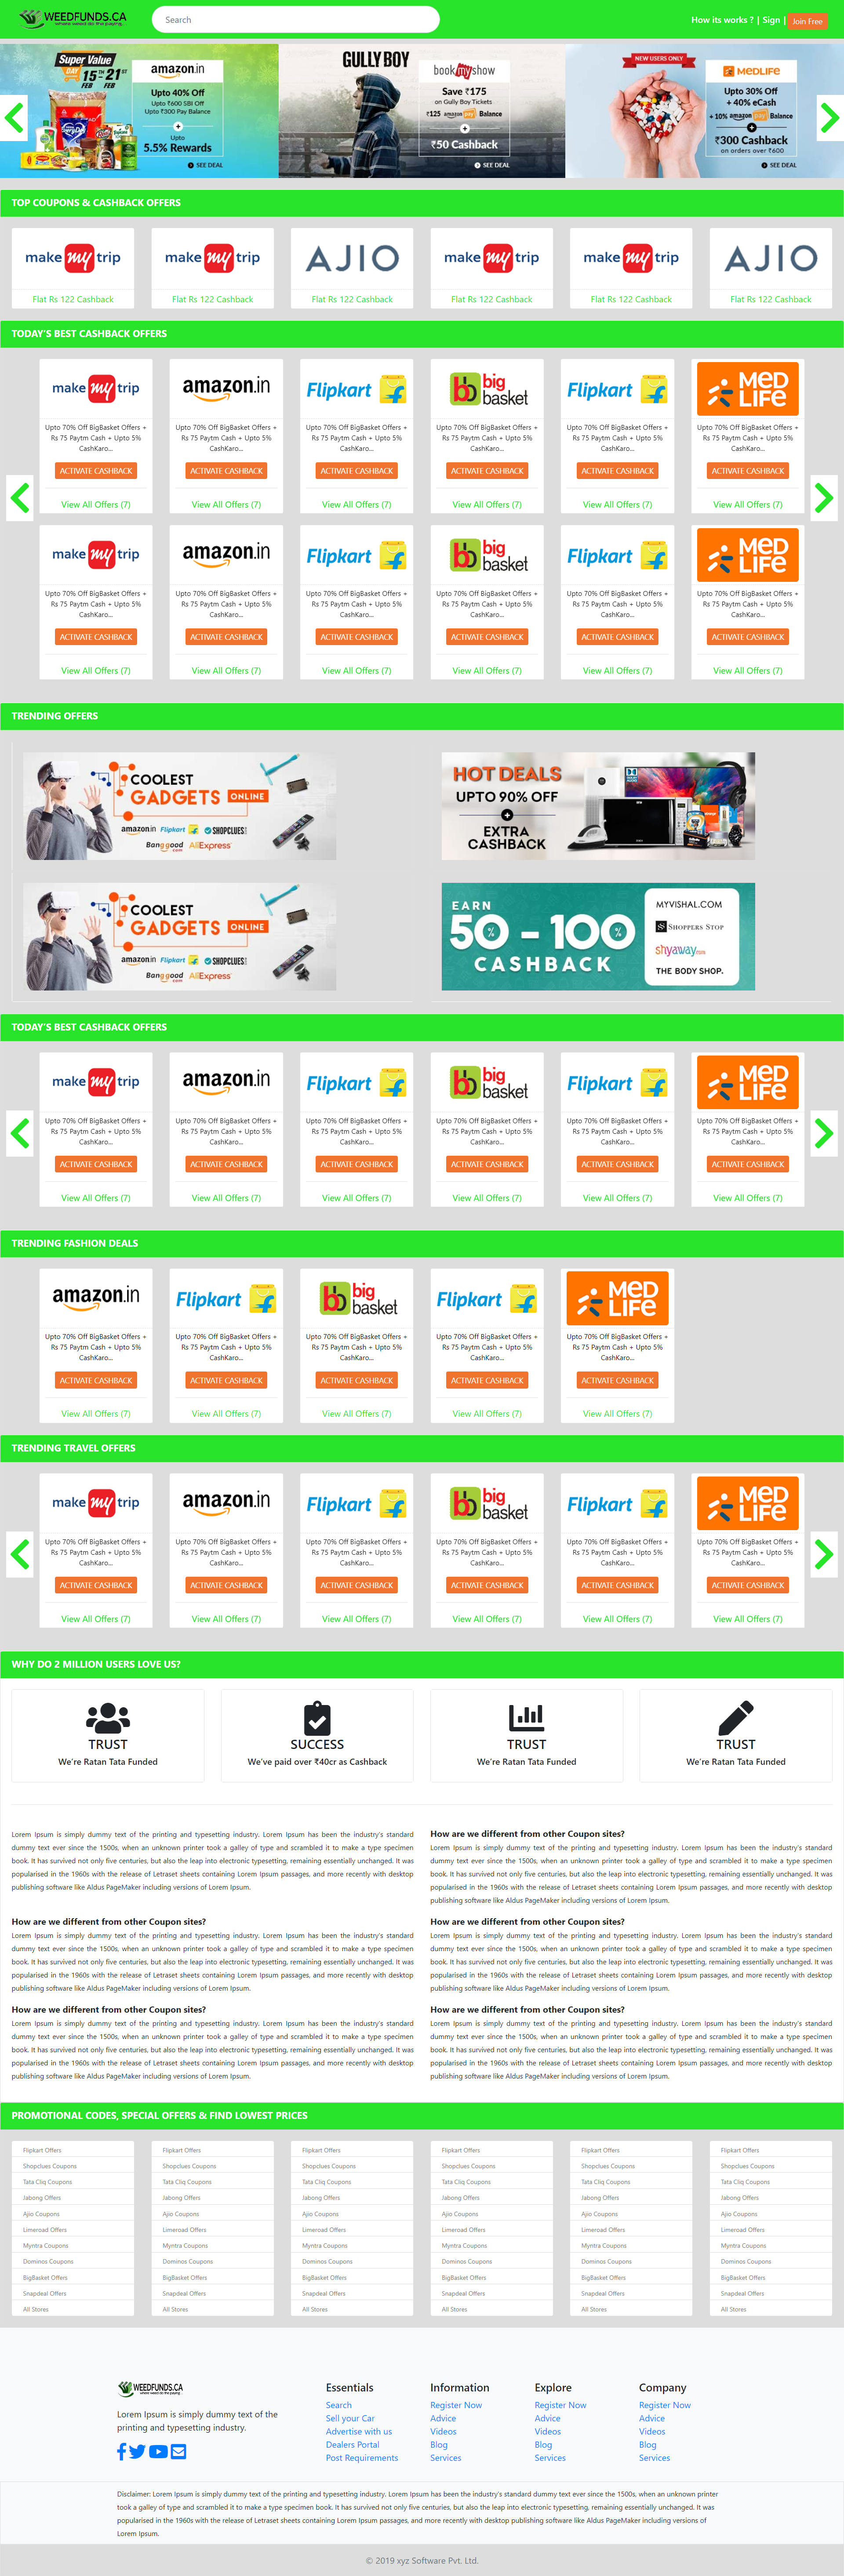 WEEDFUNDS.CA
where weed do the paying..
Search
How its works ? | Sign | Join Free
Super Value
DAY 15TH 21ST
FEB FEB
amazon.in
Upto 40% Off
Upto ₹600 SBI Off
Upto ₹300 Pay Balance
+
Upto
5.5% Rewards
SEE DEAL
GULLY BOY
bookmyshow
Save ₹175
on Gully Boy Tickets
₹125 amazon pay Balance
+
₹50 Cashback
SEE DEAL
NEW USERS ONLY
MEDLIFE
Upto 30% Off
+ 40% eCash
+ 10% amazon pay Balance
+
₹300 Cashback
on orders over ₹600
SEE DEAL
TOP COUPONS & CASHBACK OFFERS
make my trip make my trip AJIO make my trip make my trip AJIO
Flat Rs 122 Cashback Flat Rs 122 Cashback Flat Rs 122 Cashback Flat Rs 122 Cashback Flat Rs 122 Cashback Flat Rs 122 Cashback
TODAY'S BEST CASHBACK OFFERS
make my trip amazon.in Flipkart bb big basket Flipkart MED LIFE
Upto 70% Off BigBasket Offers + Upto 70% Off BigBasket Offers + Upto 70% Off BigBasket Offers + Upto 70% Off BigBasket Offers + Upto 70% Off BigBasket Offers + Upto 70% Off BigBasket Offers +
Rs 75 Paytm Cash + Upto 5% Rs 75 Paytm Cash + Upto 5% Rs 75 Paytm Cash + Upto 5% Rs 75 Paytm Cash + Upto 5% Rs 75 Paytm Cash + Upto 5% Rs 75 Paytm Cash + Upto 5%
CashKaro... CashKaro... CashKaro... CashKaro... CashKaro... CashKaro...
ACTIVATE CASHBACK ACTIVATE CASHBACK ACTIVATE CASHBACK ACTIVATE CASHBACK ACTIVATE CASHBACK ACTIVATE CASHBACK
View All Offers (7) View All Offers (7) View All Offers (7) View All Offers (7) View All Offers (7) View All Offers (7)
make my trip amazon.in Flipkart bb big basket Flipkart MED LIFE
Upto 70% Off BigBasket Offers + Upto 70% Off BigBasket Offers + Upto 70% Off BigBasket Offers + Upto 70% Off BigBasket Offers + Upto 70% Off BigBasket Offers + Upto 70% Off BigBasket Offers +
Rs 75 Paytm Cash + Upto 5% Rs 75 Paytm Cash + Upto 5% Rs 75 Paytm Cash + Upto 5% Rs 75 Paytm Cash + Upto 5% Rs 75 Paytm Cash + Upto 5% Rs 75 Paytm Cash + Upto 5%
CashKaro... CashKaro... CashKaro... CashKaro... CashKaro... CashKaro...
ACTIVATE CASHBACK ACTIVATE CASHBACK ACTIVATE CASHBACK ACTIVATE CASHBACK ACTIVATE CASHBACK ACTIVATE CASHBACK
View All Offers (7) View All Offers (7) View All Offers (7) View All Offers (7) View All Offers (7) View All Offers (7)
TRENDING OFFERS
COOLEST
GADGETS ONLINE
amazon.in Flipkart SHOPCLUES
Banggood.com AliExpress
HOT DEALS
UPTO 90% OFF
+
EXTRA
CASHBACK
COOLEST
GADGETS ONLINE
amazon.in Flipkart SHOPCLUES
Banggood.com AliExpress
EARN
50% - 100%
CASHBACK
MYVISHAL.COM
SHOPPERS STOP
shyaway.com
THE BODY SHOP.
TODAY'S BEST CASHBACK OFFERS
make my trip amazon.in Flipkart bb big basket Flipkart MED LIFE
Upto 70% Off BigBasket Offers + Upto 70% Off BigBasket Offers + Upto 70% Off BigBasket Offers + Upto 70% Off BigBasket Offers + Upto 70% Off BigBasket Offers + Upto 70% Off BigBasket Offers +
Rs 75 Paytm Cash + Upto 5% Rs 75 Paytm Cash + Upto 5% Rs 75 Paytm Cash + Upto 5% Rs 75 Paytm Cash + Upto 5% Rs 75 Paytm Cash + Upto 5% Rs 75 Paytm Cash + Upto 5%
CashKaro... CashKaro... CashKaro... CashKaro... CashKaro... CashKaro...
ACTIVATE CASHBACK ACTIVATE CASHBACK ACTIVATE CASHBACK ACTIVATE CASHBACK ACTIVATE CASHBACK ACTIVATE CASHBACK
View All Offers (7) View All Offers (7) View All Offers (7) View All Offers (7) View All Offers (7) View All Offers (7)
TRENDING FASHION DEALS
amazon.in Flipkart bb big basket Flipkart MED LIFE
Upto 70% Off BigBasket Offers + Upto 70% Off BigBasket Offers + Upto 70% Off BigBasket Offers + Upto 70% Off BigBasket Offers + Upto 70% Off BigBasket Offers +
Rs 75 Paytm Cash + Upto 5% Rs 75 Paytm Cash + Upto 5% Rs 75 Paytm Cash + Upto 5% Rs 75 Paytm Cash + Upto 5% Rs 75 Paytm Cash + Upto 5%
CashKaro... CashKaro... CashKaro... CashKaro... CashKaro...
ACTIVATE CASHBACK ACTIVATE CASHBACK ACTIVATE CASHBACK ACTIVATE CASHBACK ACTIVATE CASHBACK
View All Offers (7) View All Offers (7) View All Offers (7) View All Offers (7) View All Offers (7)
TRENDING TRAVEL OFFERS
make my trip amazon.in Flipkart bb big basket Flipkart MED LIFE
Upto 70% Off BigBasket Offers + Upto 70% Off BigBasket Offers + Upto 70% Off BigBasket Offers + Upto 70% Off BigBasket Offers + Upto 70% Off BigBasket Offers + Upto 70% Off BigBasket Offers +
Rs 75 Paytm Cash + Upto 5% Rs 75 Paytm Cash + Upto 5% Rs 75 Paytm Cash + Upto 5% Rs 75 Paytm Cash + Upto 5% Rs 75 Paytm Cash + Upto 5% Rs 75 Paytm Cash + Upto 5%
CashKaro... CashKaro... CashKaro... CashKaro... CashKaro... CashKaro...
ACTIVATE CASHBACK ACTIVATE CASHBACK ACTIVATE CASHBACK ACTIVATE CASHBACK ACTIVATE CASHBACK ACTIVATE CASHBACK
View All Offers (7) View All Offers (7) View All Offers (7) View All Offers (7) View All Offers (7) View All Offers (7)
WHY DO 2 MILLION USERS LOVE US?
TRUST SUCCESS TRUST TRUST
We're Ratan Tata Funded We've paid over ₹40cr as Cashback We're Ratan Tata Funded We're Ratan Tata Funded
Lorem Ipsum is simply dummy text of the printing and typesetting industry. Lorem Ipsum has been the industry's standard
dummy text ever since the 1500s, when an unknown printer took a galley of type and scrambled it to make a type specimen
book. It has survived not only five centuries, but also the leap into electronic typesetting, remaining essentially unchanged. It was
popularised in the 1960s with the release of Letraset sheets containing Lorem Ipsum passages, and more recently with desktop
publishing software like Aldus PageMaker including versions of Lorem Ipsum.
How are we different from other Coupon sites?
Lorem Ipsum is simply dummy text of the printing and typesetting industry. Lorem Ipsum has been the industry's standard
dummy text ever since the 1500s, when an unknown printer took a galley of type and scrambled it to make a type specimen
book. It has survived not only five centuries, but also the leap into electronic typesetting, remaining essentially unchanged. It was
popularised in the 1960s with the release of Letraset sheets containing Lorem Ipsum passages, and more recently with desktop
publishing software like Aldus PageMaker including versions of Lorem Ipsum.
How are we different from other Coupon sites?
Lorem Ipsum is simply dummy text of the printing and typesetting industry. Lorem Ipsum has been the industry's standard
dummy text ever since the 1500s, when an unknown printer took a galley of type and scrambled it to make a type specimen
book. It has survived not only five centuries, but also the leap into electronic typesetting, remaining essentially unchanged. It was
popularised in the 1960s with the release of Letraset sheets containing Lorem Ipsum passages, and more recently with desktop
publishing software like Aldus PageMaker including versions of Lorem Ipsum.
How are we different from other Coupon sites?
Lorem Ipsum is simply dummy text of the printing and typesetting industry. Lorem Ipsum has been the industry's standard
dummy text ever since the 1500s, when an unknown printer took a galley of type and scrambled it to make a type specimen
book. It has survived not only five centuries, but also the leap into electronic typesetting, remaining essentially unchanged. It was
popularised in the 1960s with the release of Letraset sheets containing Lorem Ipsum passages, and more recently with desktop
publishing software like Aldus PageMaker including versions of Lorem Ipsum.
How are we different from other Coupon sites?
Lorem Ipsum is simply dummy text of the printing and typesetting industry. Lorem Ipsum has been the industry's standard
dummy text ever since the 1500s, when an unknown printer took a galley of type and scrambled it to make a type specimen
book. It has survived not only five centuries, but also the leap into electronic typesetting, remaining essentially unchanged. It was
popularised in the 1960s with the release of Letraset sheets containing Lorem Ipsum passages, and more recently with desktop
publishing software like Aldus PageMaker including versions of Lorem Ipsum.
How are we different from other Coupon sites?
Lorem Ipsum is simply dummy text of the printing and typesetting industry. Lorem Ipsum has been the industry's standard
dummy text ever since the 1500s, when an unknown printer took a galley of type and scrambled it to make a type specimen
book. It has survived not only five centuries, but also the leap into electronic typesetting, remaining essentially unchanged. It was
popularised in the 1960s with the release of Letraset sheets containing Lorem Ipsum passages, and more recently with desktop
publishing software like Aldus PageMaker including versions of Lorem Ipsum.
PROMOTIONAL CODES, SPECIAL OFFERS & FIND LOWEST PRICES
Flipkart Offers Flipkart Offers Flipkart Offers Flipkart Offers Flipkart Offers Flipkart Offers
Shopclues Coupons Shopclues Coupons Shopclues Coupons Shopclues Coupons Shopclues Coupons Shopclues Coupons
Tata Cliq Coupons Tata Cliq Coupons Tata Cliq Coupons Tata Cliq Coupons Tata Cliq Coupons Tata Cliq Coupons
Jabong Offers Jabong Offers Jabong Offers Jabong Offers Jabong Offers Jabong Offers
Ajio Coupons Ajio Coupons Ajio Coupons Ajio Coupons Ajio Coupons Ajio Coupons
Limeroad Offers Limeroad Offers Limeroad Offers Limeroad Offers Limeroad Offers Limeroad Offers
Myntra Coupons Myntra Coupons Myntra Coupons Myntra Coupons Myntra Coupons Myntra Coupons
Dominos Coupons Dominos Coupons Dominos Coupons Dominos Coupons Dominos Coupons Dominos Coupons
BigBasket Offers BigBasket Offers BigBasket Offers BigBasket Offers BigBasket Offers BigBasket Offers
Snapdeal Offers Snapdeal Offers Snapdeal Offers Snapdeal Offers Snapdeal Offers Snapdeal Offers
All Stores All Stores All Stores All Stores All Stores All Stores
WEEDFUNDS.CA
where weed do the paying..
Lorem Ipsum is simply dummy text of the
printing and typesetting industry.
Essentials
Search
Sell your Car
Advertise with us
Dealers Portal
Post Requirements
Information
Register Now
Advice
Videos
Blog
Services
Explore
Register Now
Advice
Videos
Blog
Services
Company
Register Now
Advice
Videos
Blog
Services
Disclaimer: Lorem Ipsum is simply dummy text of the printing and typesetting industry. Lorem Ipsum has been the industry's standard dummy text ever since the 1500s, when an unknown printer
took a galley of type and scrambled it to make a type specimen book. It has survived not only five centuries, but also the leap into electronic typesetting, remaining essentially unchanged. It was
popularised in the 1960s with the release of Letraset sheets containing Lorem Ipsum passages, and more recently with desktop publishing software like Aldus PageMaker including versions of
Lorem Ipsum.
© 2019 xyz Software Pvt. Ltd.